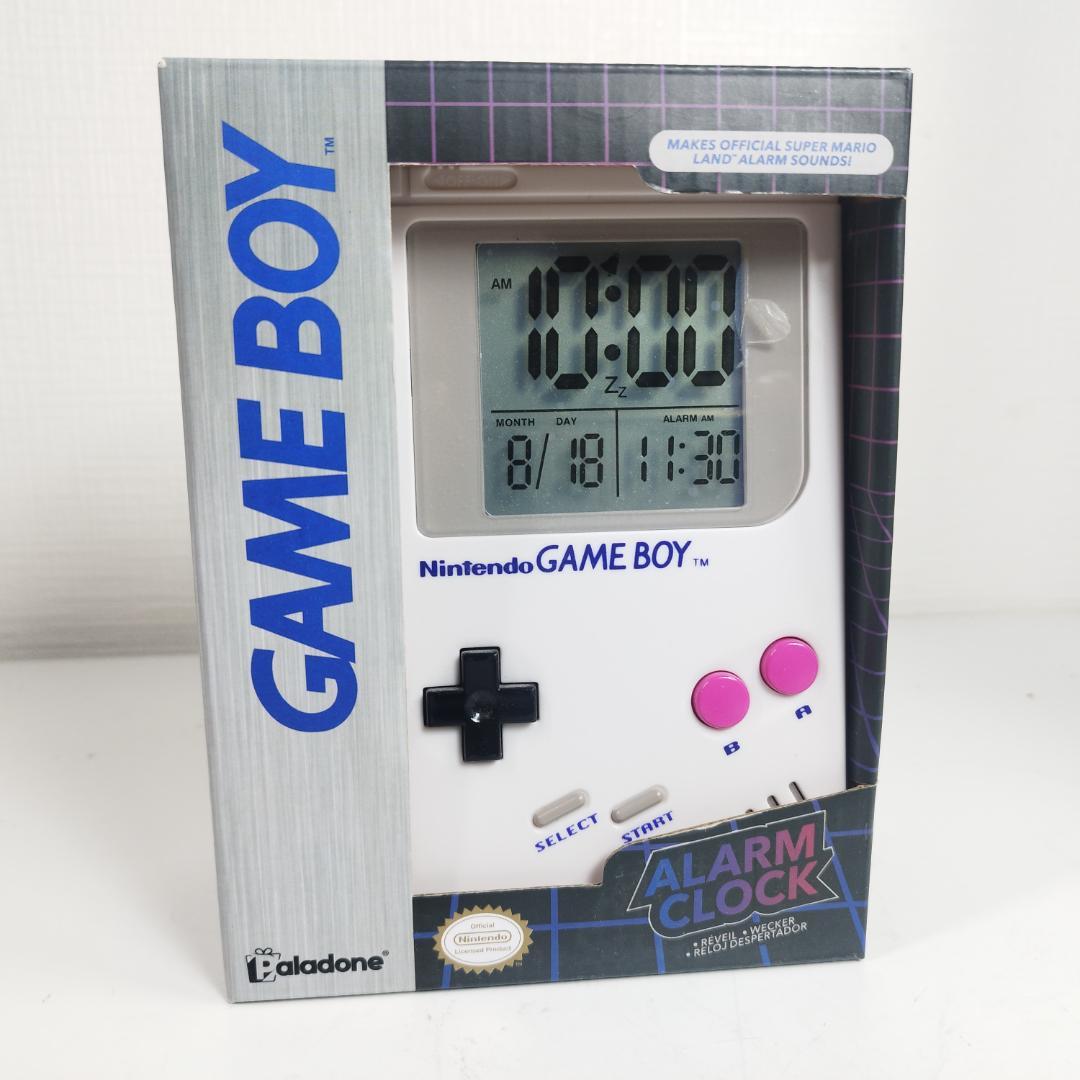 GAME BOY™
MAKES OFFICIAL SUPER MARIO
LAND™ ALARM SOUNDS!
AM
10:00
Zz
MONTH DAY
ALARM AM
8/ 18
11:30
Nintendo GAME BOY™
B
A
SELECT
START
ALARM
CLOCK
• RÉVEIL • WECKER
• RELOJ DESPERTADOR
Official
Nintendo
Licensed Product
Paladone®